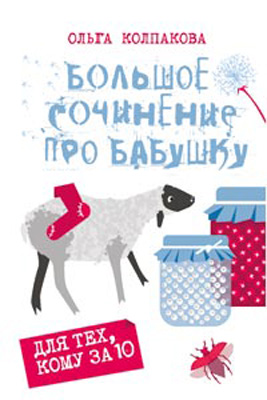 ОЛЬГА КОЛПАКОВА
БОЛЬШОЕ
СОЧИНЕНИЕ
ПРО БАБУШКУ
ДЛЯ ТЕХ,
КОМУ ЗА 10